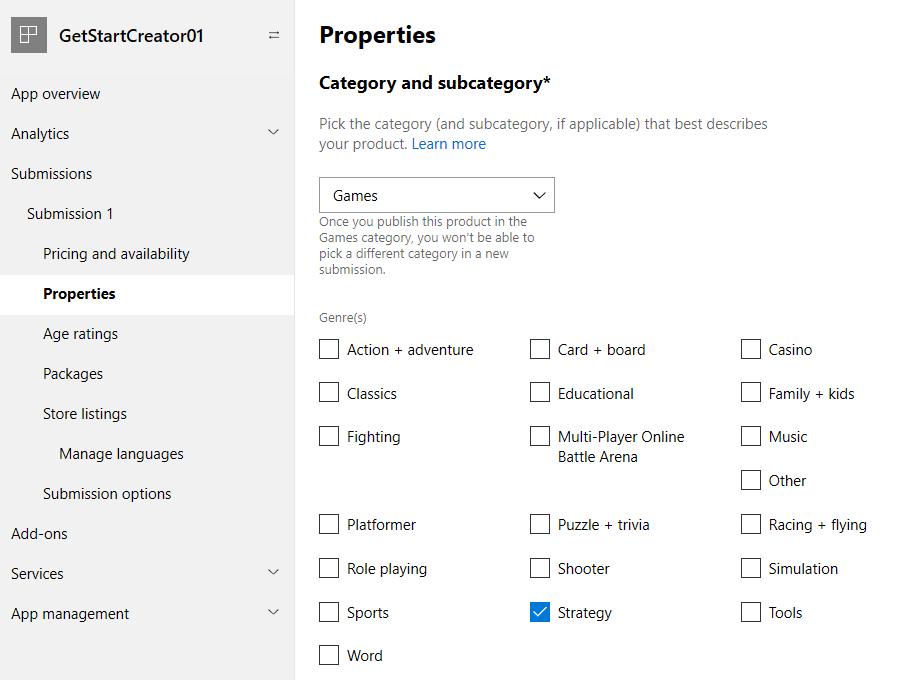 GetStartCreator01
App overview
Analytics
Submissions
Submission 1
Pricing and availability
Properties
Age ratings
Packages
Store listings
Manage languages
Submission options
Add-ons
Services
App management
Properties
Category and subcategory*
Pick the category (and subcategory, if applicable) that best describes
your product. Learn more
Games
Once you publish this product in the
Games category, you won't be able to
pick a different category in a new
submission.
Genre(s)
Action + adventure
Card + board
Casino
Classics
Educational
Family + kids
Fighting
Multi-Player Online
Battle Arena
Music
Other
Platformer
Puzzle + trivia
Racing + flying
Role playing
Shooter
Simulation
Sports
Strategy
Tools
Word